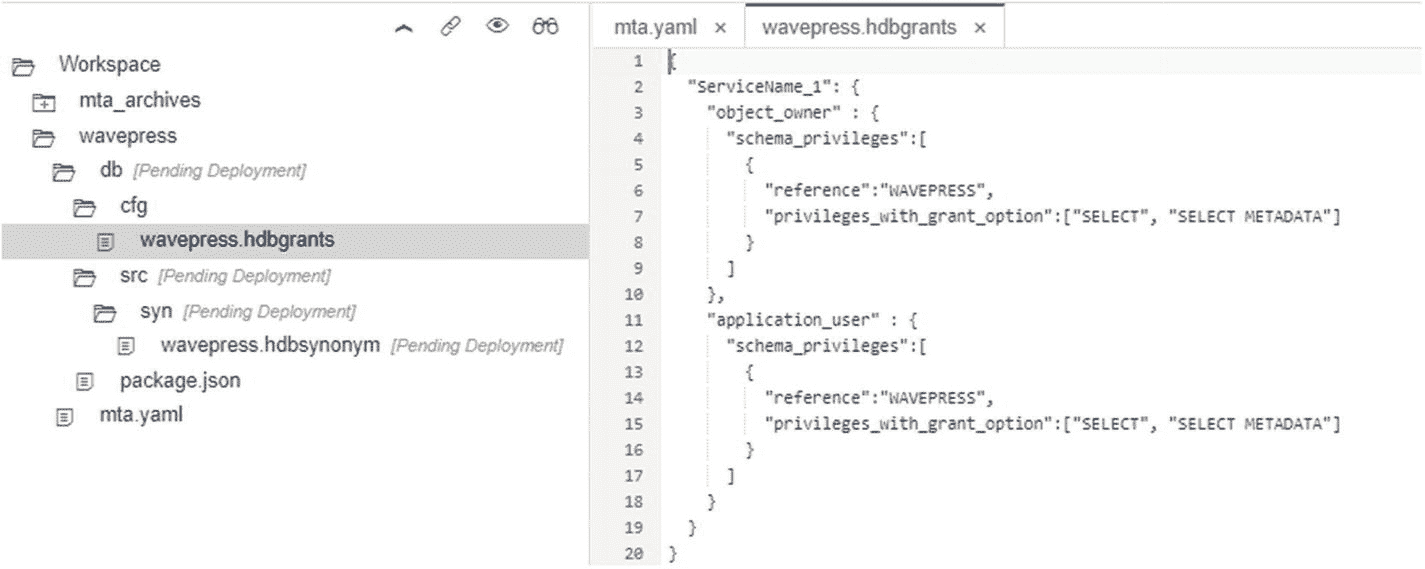 Workspace
mta_archives
wavepress
db [Pending Deployment]
cfg
wavepress.hdbgrants
src [Pending Deployment]
syn [Pending Deployment]
wavepress.hdbsynonym [Pending Deployment]
package.json
mta.yaml
mta.yaml × wavepress.hdbgrants ×
1 {
2 "ServiceName_1": {
3 "object_owner" : {
4 "schema_privileges":[
5 {
6 "reference":"WAVEPRESS",
7 "privileges_with_grant_option":["SELECT", "SELECT METADATA"]
8 }
9 ]
10 },
11 "application_user" : {
12 "schema_privileges":[
13 {
14 "reference":"WAVEPRESS",
15 "privileges_with_grant_option":["SELECT", "SELECT METADATA"]
16 }
17 ]
18 }
19 }
20 }